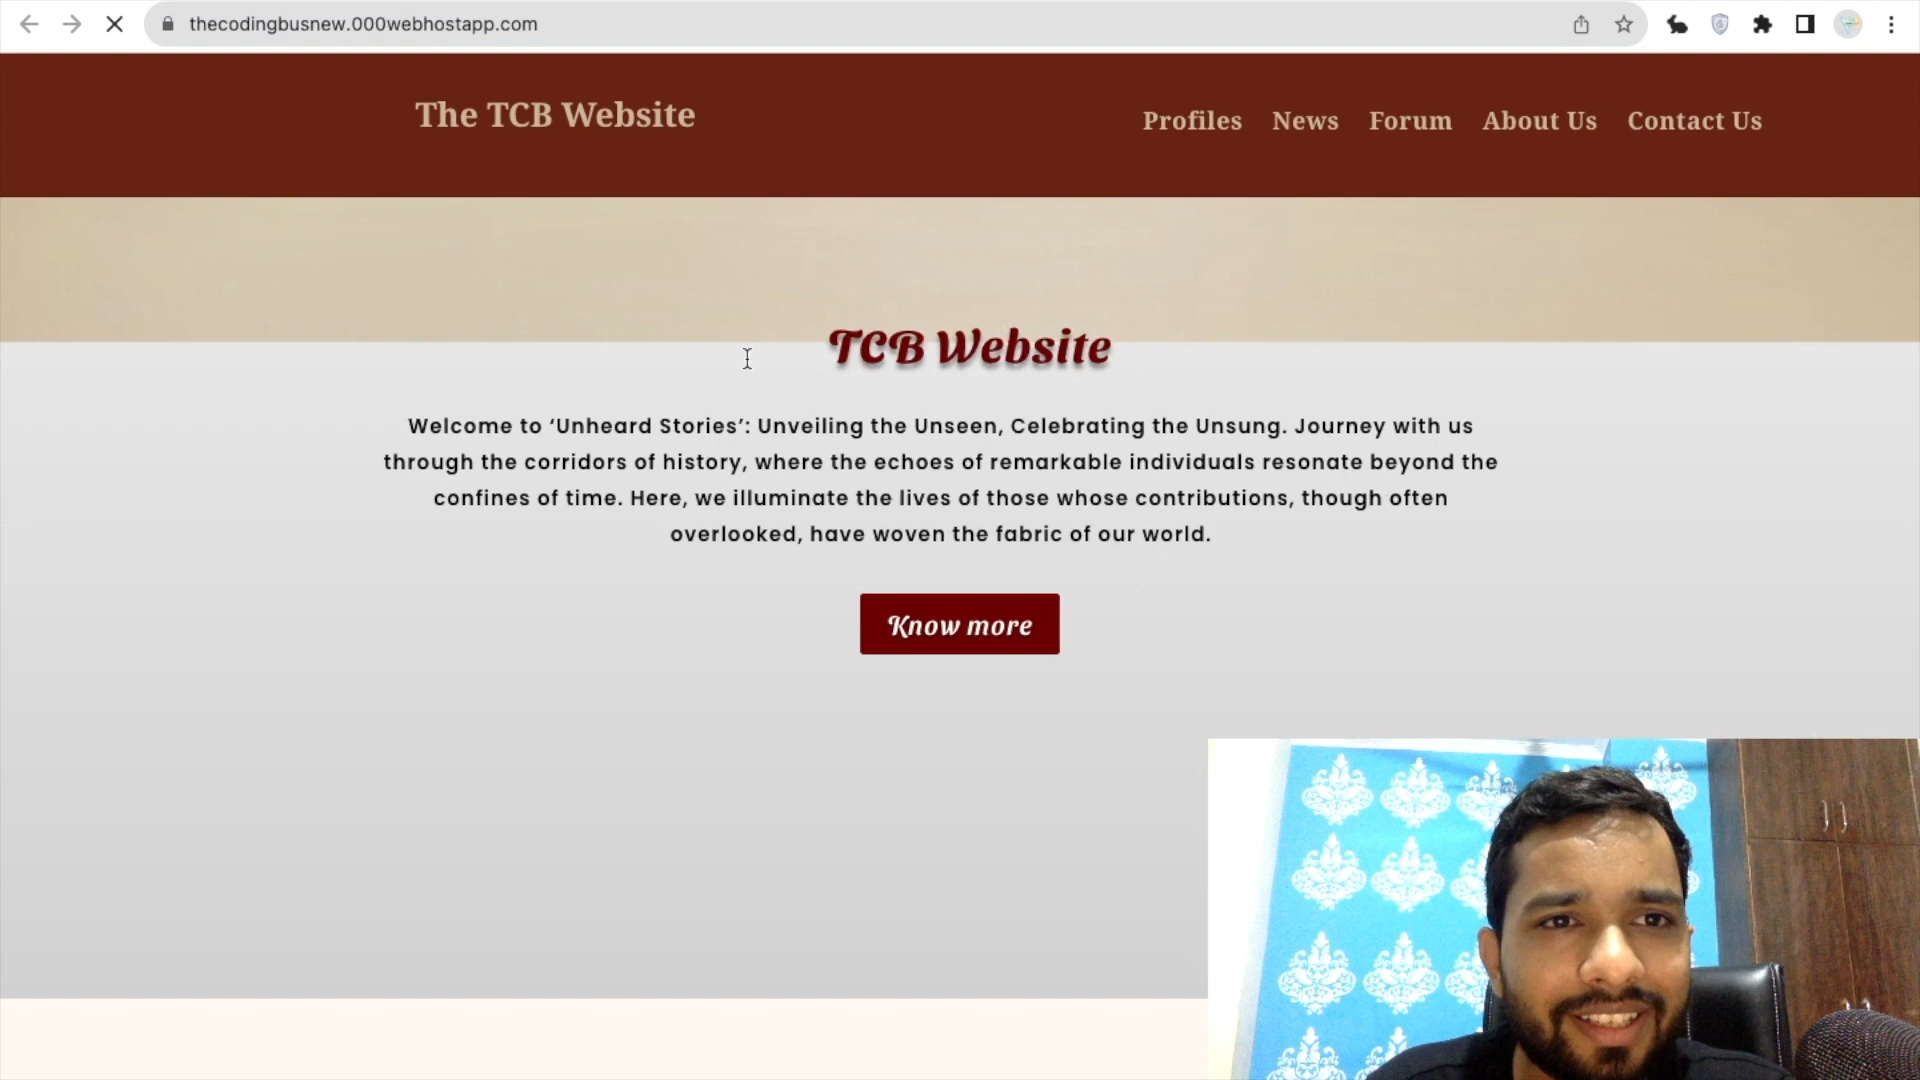 thecodingbusnew.000webhostapp.com
The TCB Website
Profiles News Forum About Us Contact Us
TCB Website
Welcome to ‘Unheard Stories’: Unveiling the Unseen, Celebrating the Unsung. Journey with us
through the corridors of history, where the echoes of remarkable individuals resonate beyond the
confines of time. Here, we illuminate the lives of those whose contributions, though often
overlooked, have woven the fabric of our world.
Know more